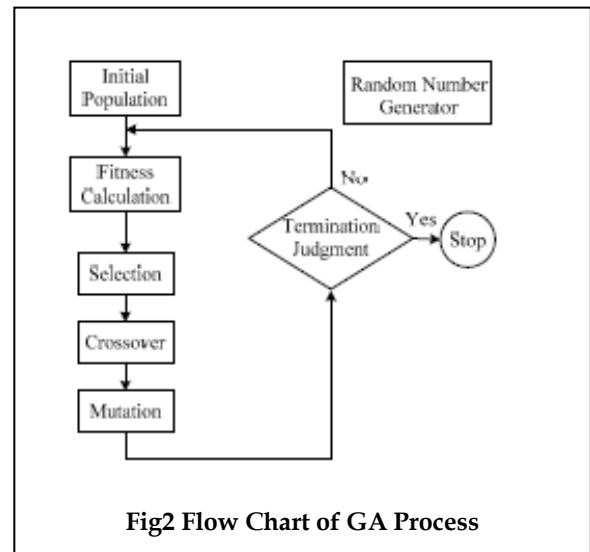 Initial
Population
Random Number
Generator
Fitness
Calculation
No
Termination
Judgment
Yes
Stop
Selection
Crossover
Mutation
Fig2 Flow Chart of GA Process